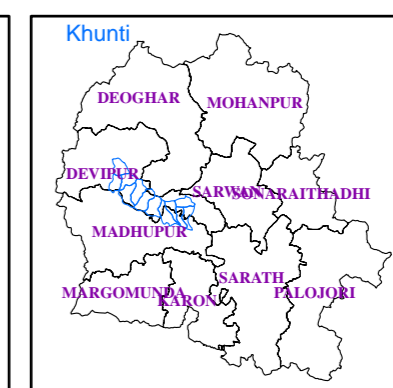 Khunti
DEOGHAR
MOHANPUR
DEVIPUR
SARWAN
SONARAITHADHI
MADHUPUR
SARATH
MARGOMUNDA
KARON
PALOJORI